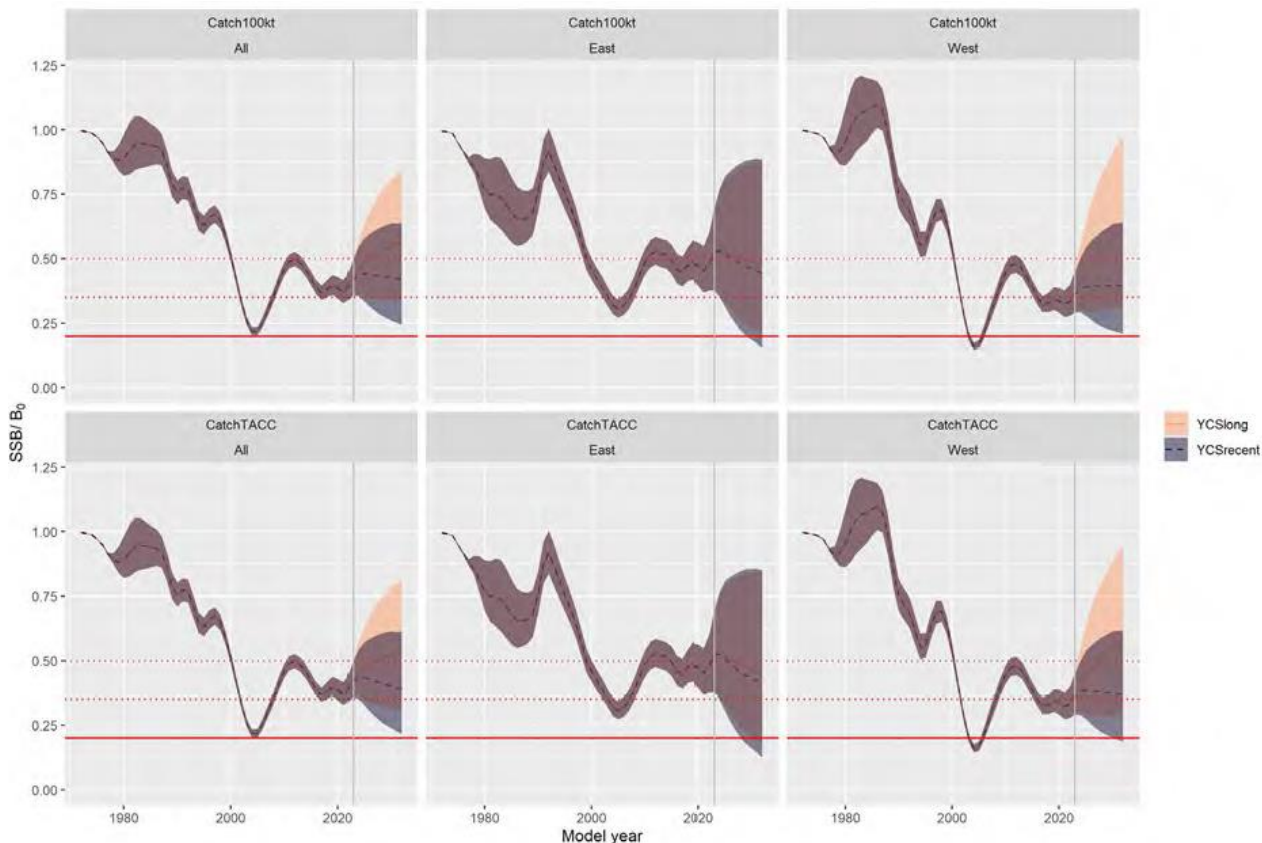 Catch100kt
Catch100kt
Catch100kt
All
East
West
1.25
1.00
0.75
0.50
0.25
0.00
SSB/ B0
CatchTACC
CatchTACC
CatchTACC
All
East
West
1.25
1.00
0.75
0.50
0.25
0.00
1980
2000
2020
1980
2000
2020
1980
2000
2020
Model year
YCSlong
YCSrecent